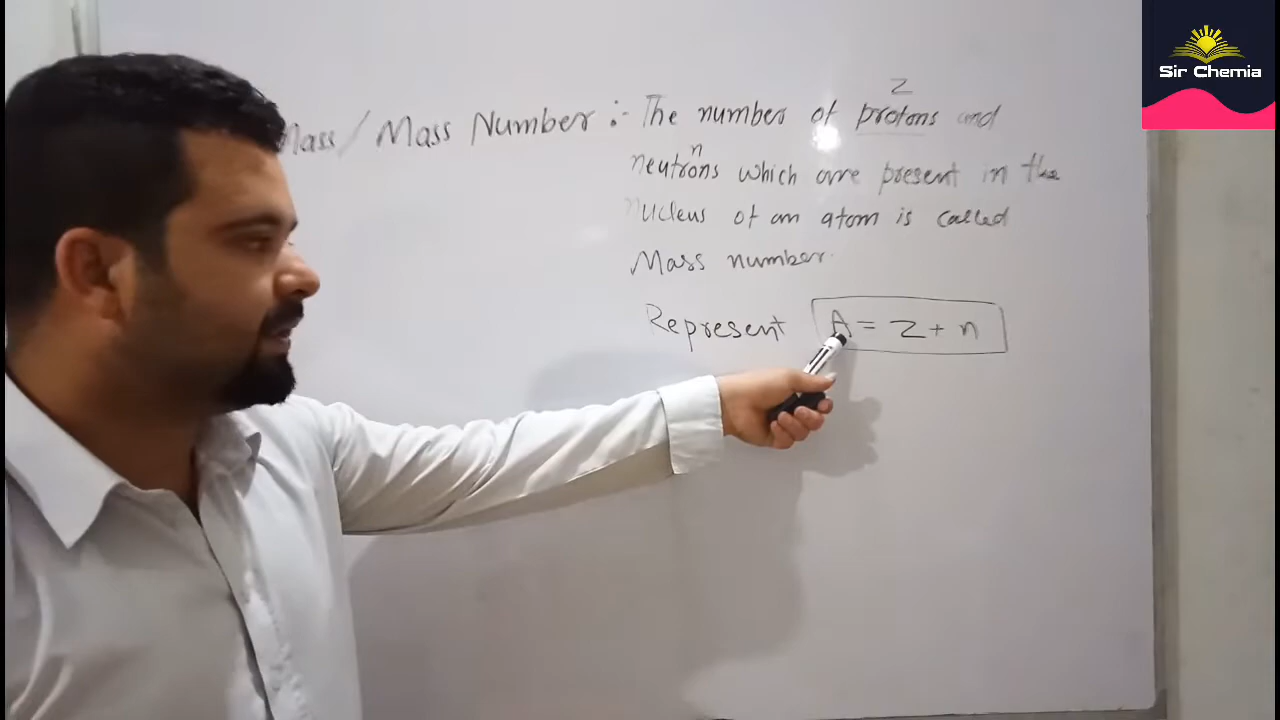 Sir Chemia
Z
Mass / Mass Number :- The number of protons and
n
neutrons which are present in the
nucleus of an atom is called
Mass number.
Represent A = Z + n